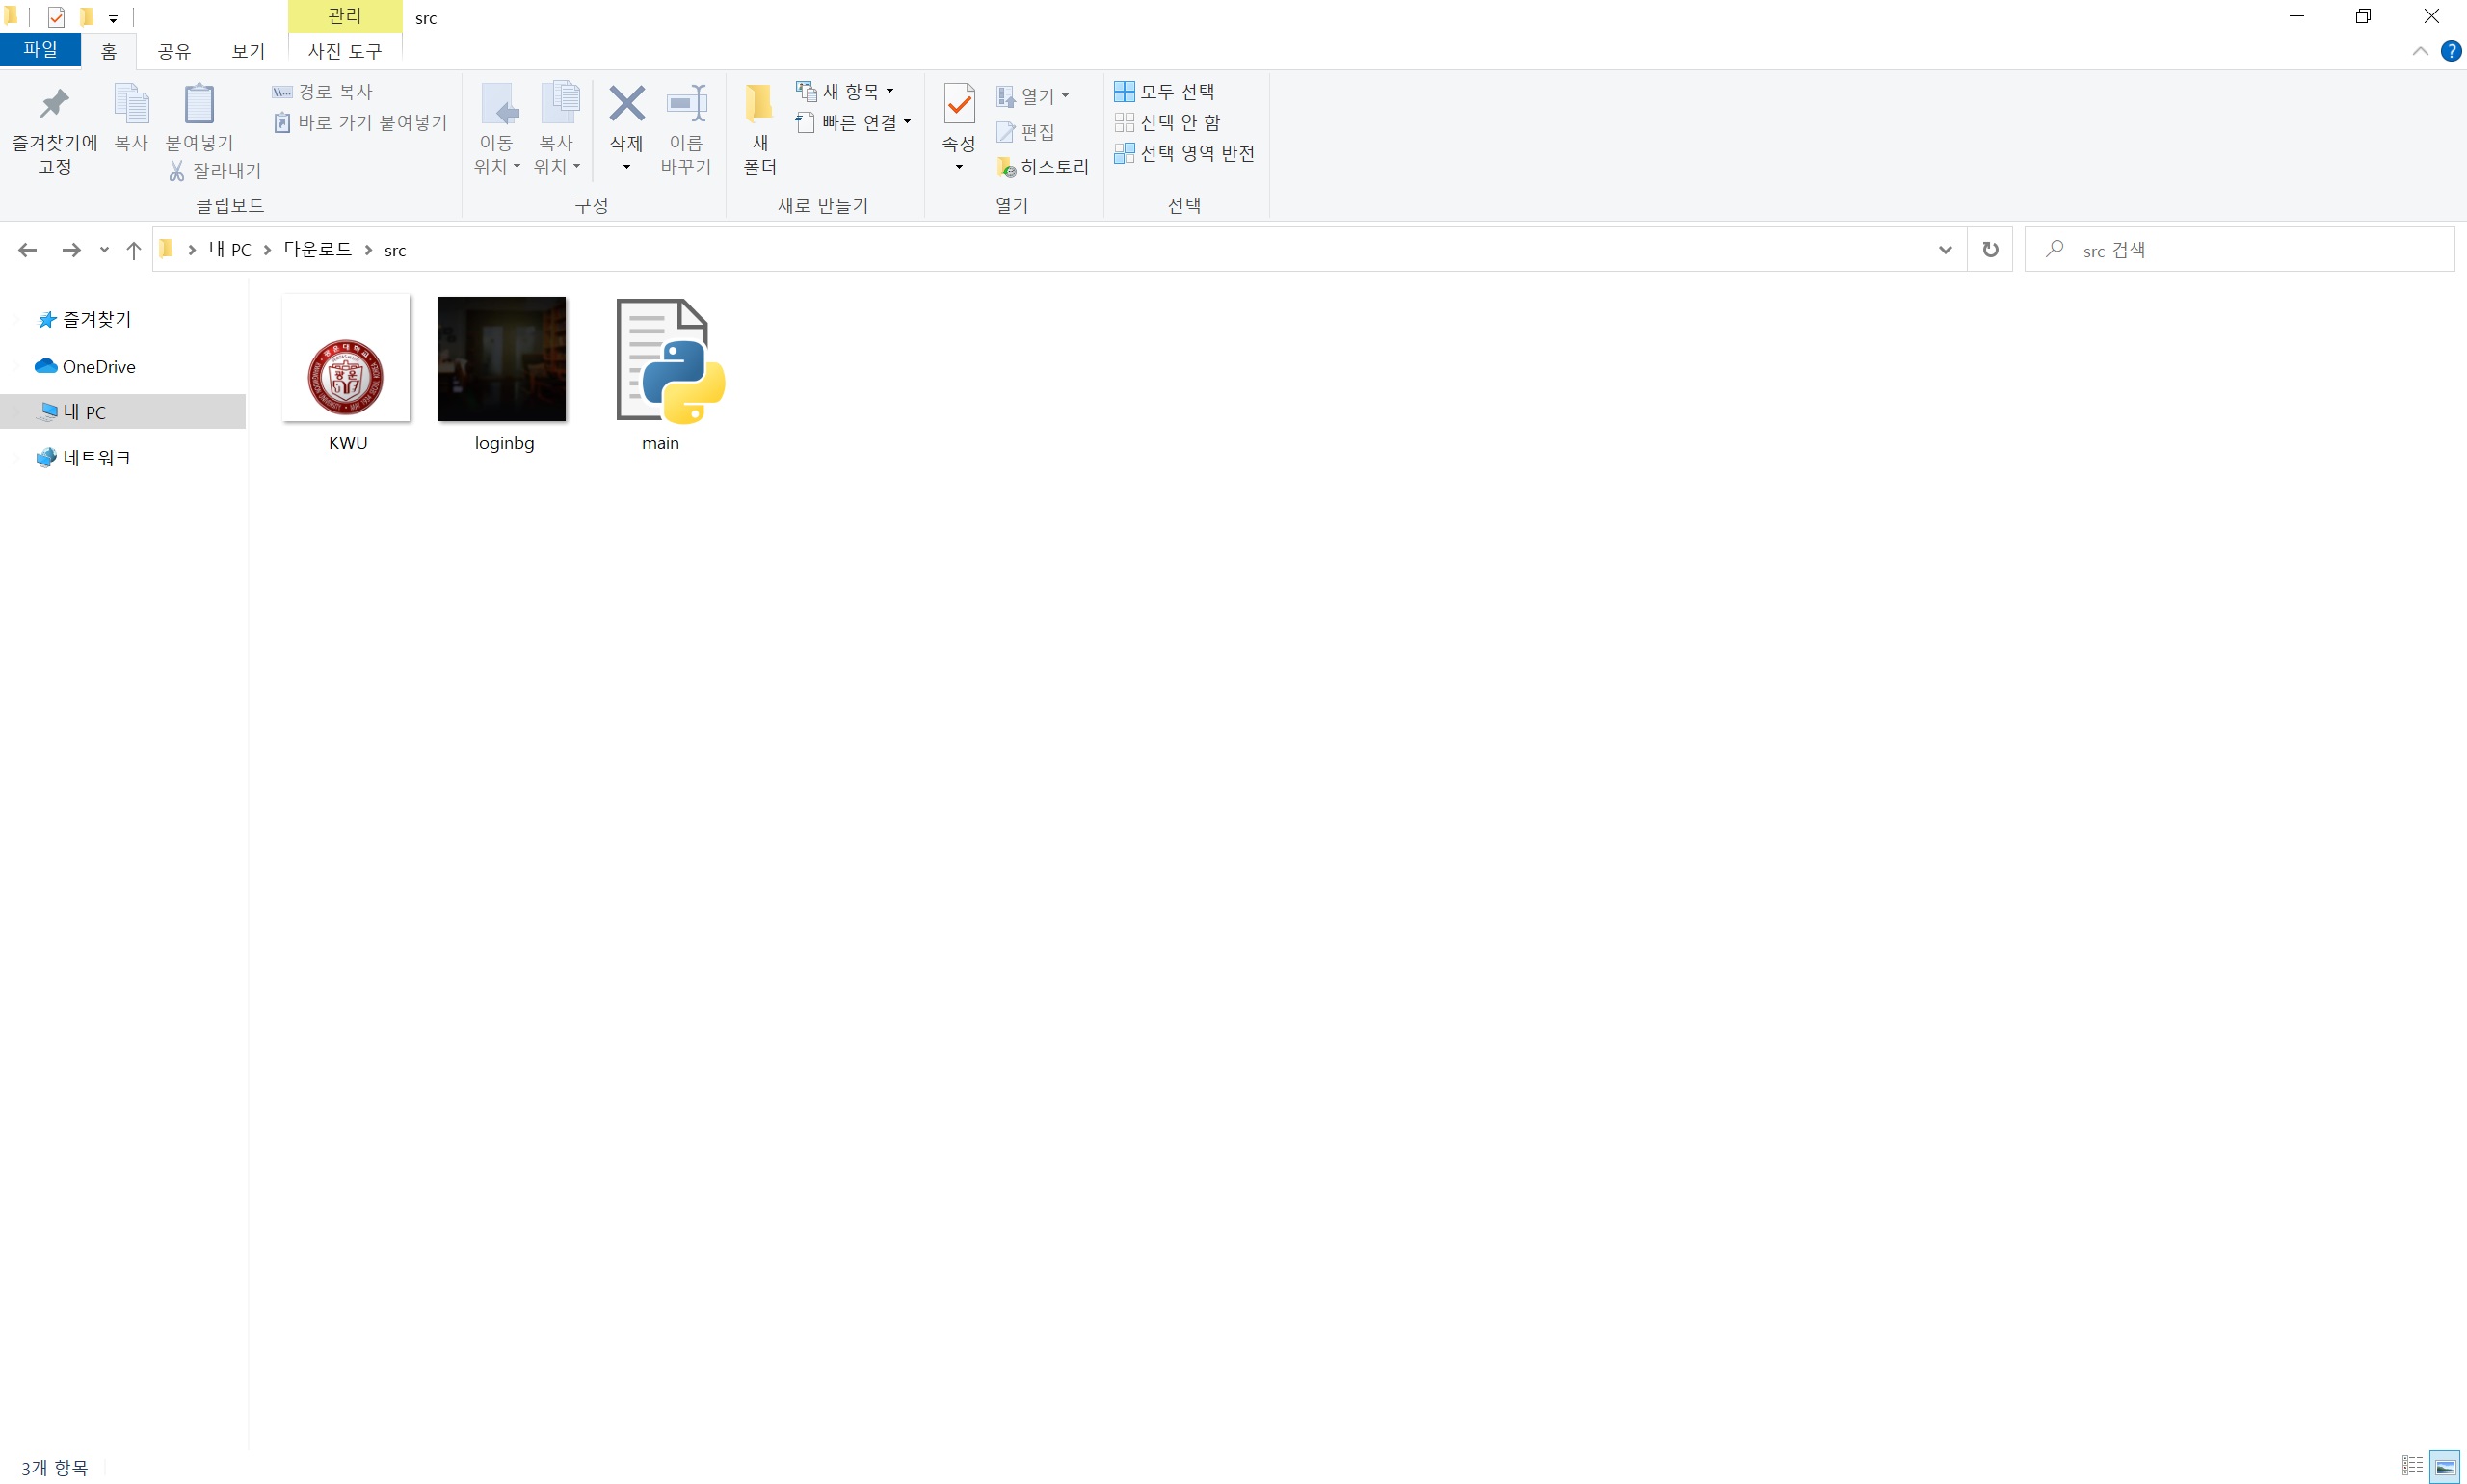 관리
src
파일
홈
공유
보기
사진 도구
즐겨찾기에
고정
복사
붙여넣기
잘라내기
경로 복사
바로 가기 붙여넣기
클립보드
이동
위치
복사
위치
삭제
이름
바꾸기
구성
새
폴더
새 항목
빠른 연결
새로 만들기
속성
열기
편집
히스토리
열기
모두 선택
선택 안 함
선택 영역 반전
선택
내 PC > 다운로드 > src
src 검색
즐겨찾기
OneDrive
내 PC
네트워크
광운
KWU
loginbg
main
3개 항목